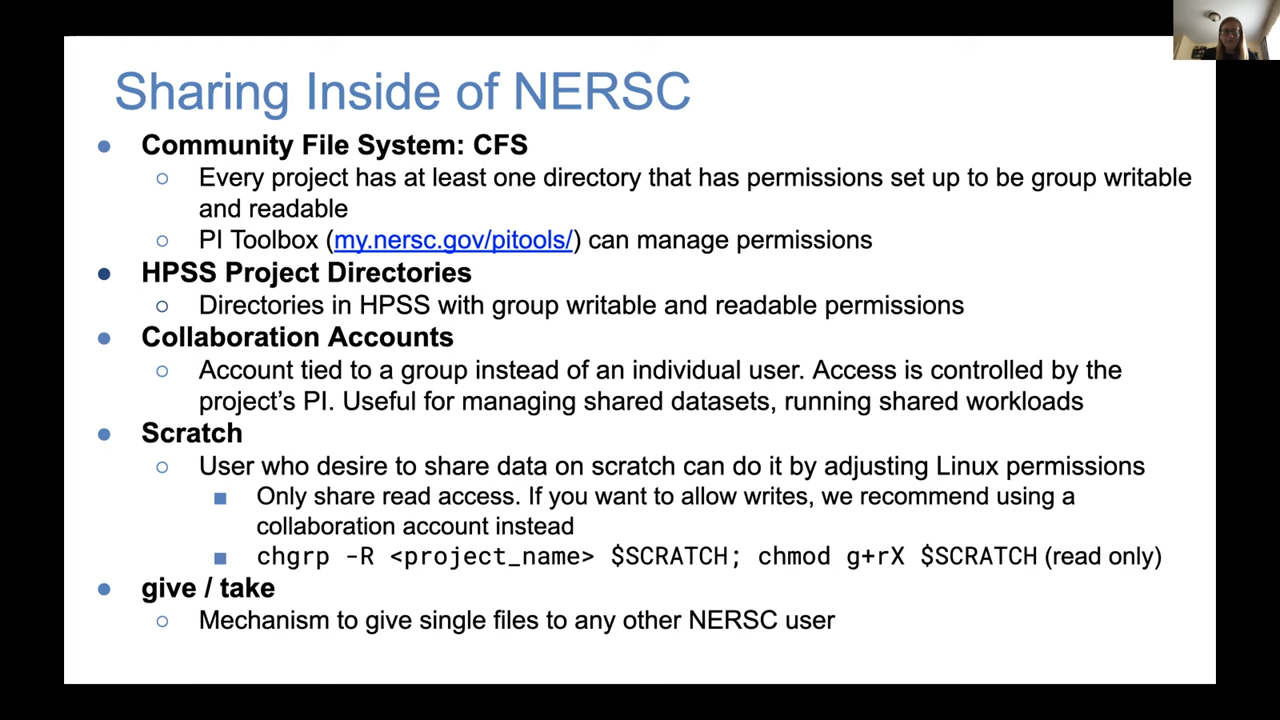 Sharing Inside of NERSC
● Community File System: CFS
○ Every project has at least one directory that has permissions set up to be group writable
and readable
○ PI Toolbox (my.nersc.gov/pitools/) can manage permissions
● HPSS Project Directories
○ Directories in HPSS with group writable and readable permissions
● Collaboration Accounts
○ Account tied to a group instead of an individual user. Access is controlled by the
project's PI. Useful for managing shared datasets, running shared workloads
● Scratch
○ User who desire to share data on scratch can do it by adjusting Linux permissions
■ Only share read access. If you want to allow writes, we recommend using a
collaboration account instead
■ chgrp -R <project_name> $SCRATCH; chmod g+rX $SCRATCH (read only)
● give / take
○ Mechanism to give single files to any other NERSC user